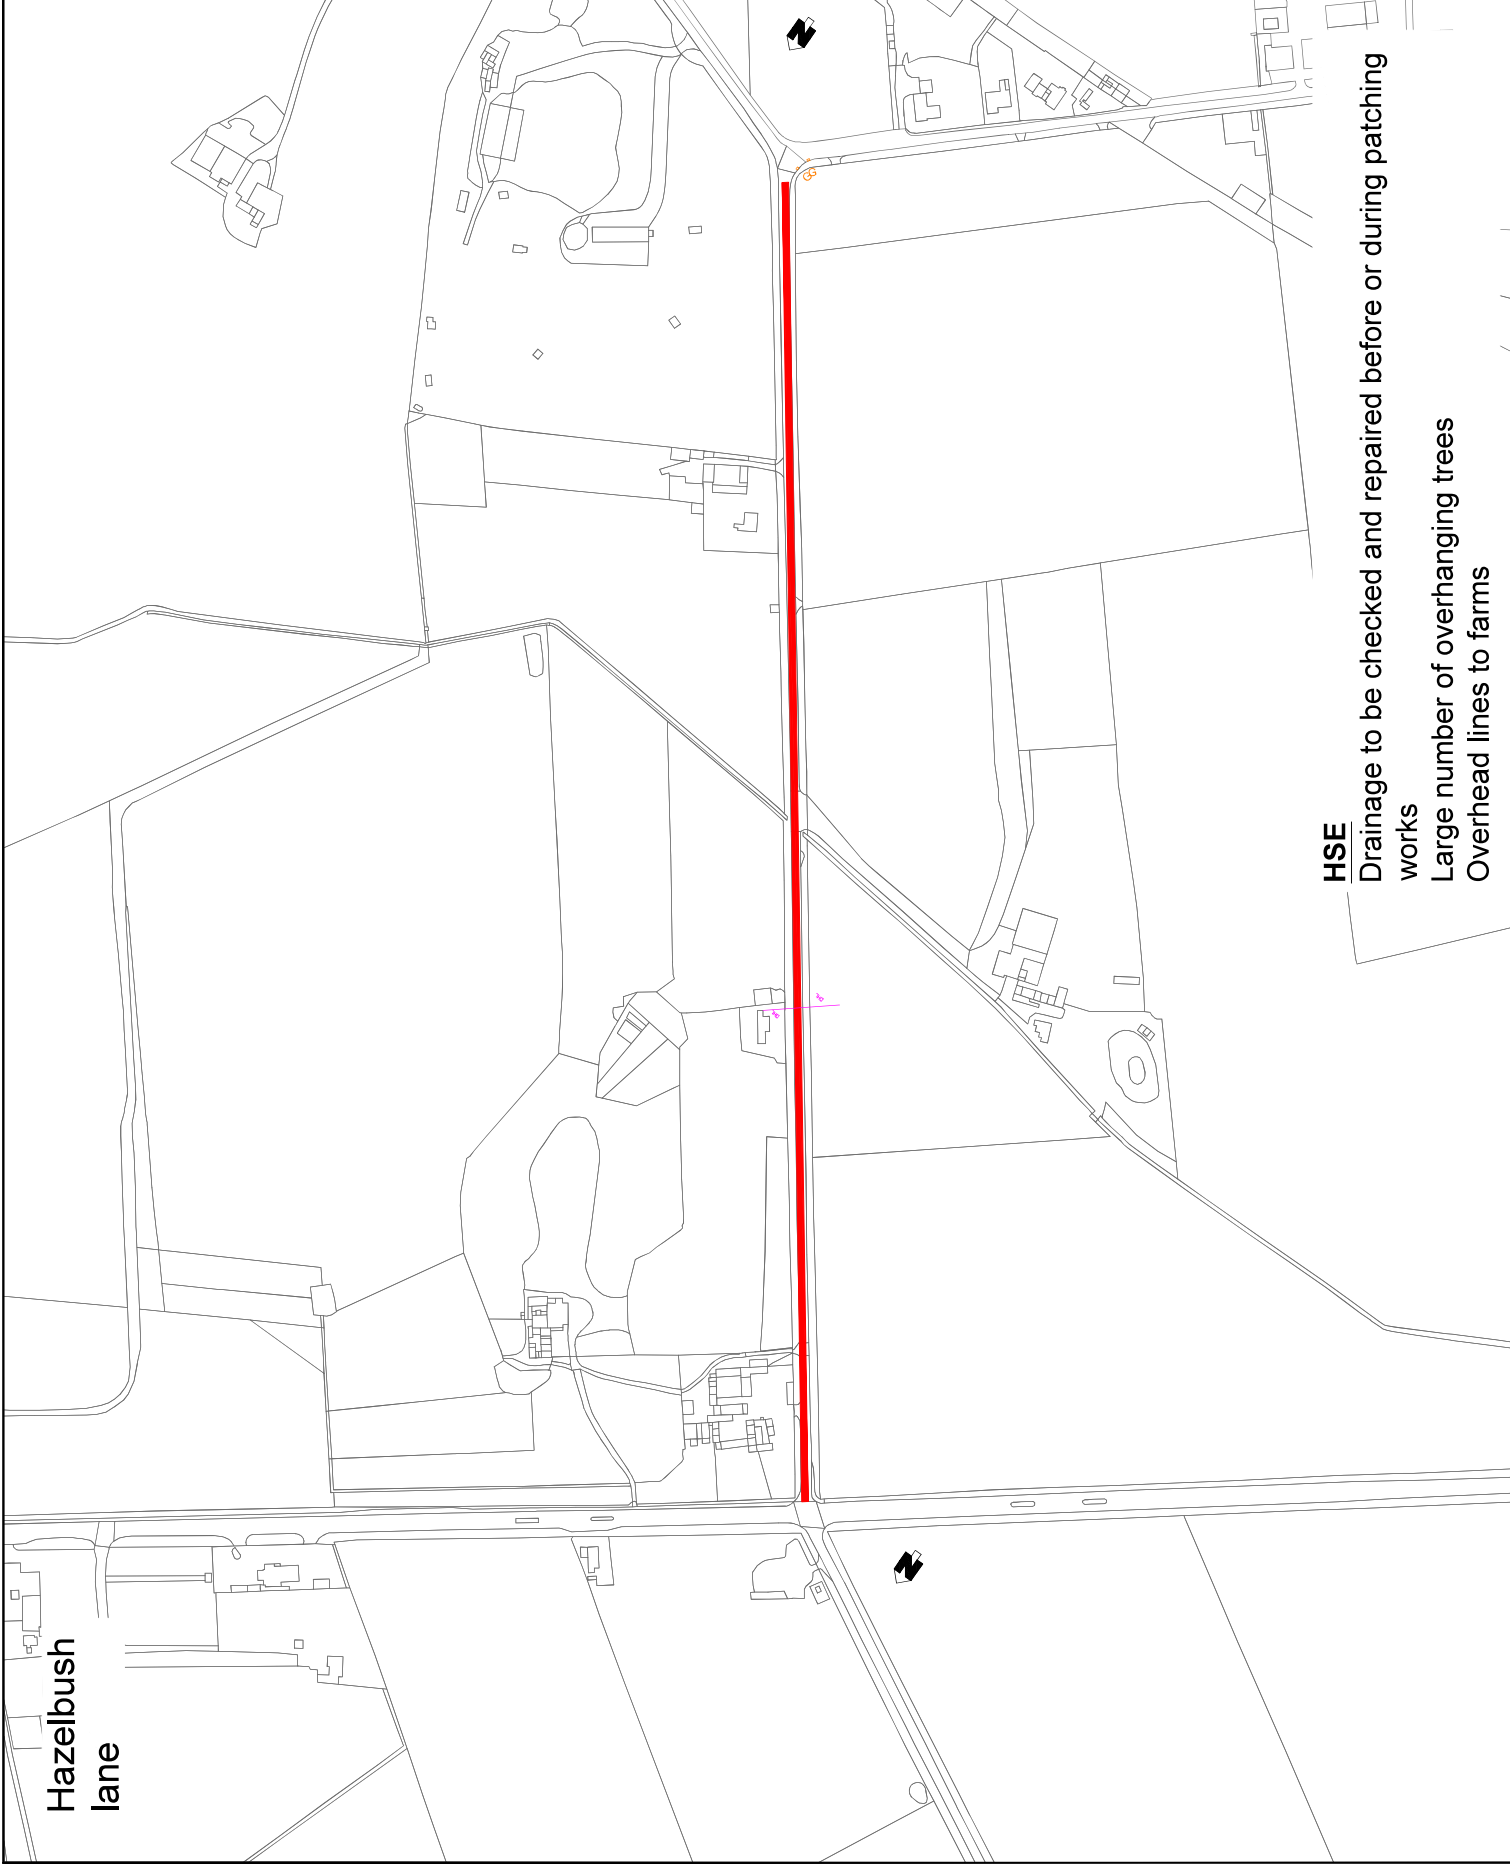 Hazelbush
lane
HSE
Drainage to be checked and repaired before or during patching
works
Large number of overhanging trees
Overhead lines to farms
N
N
GG